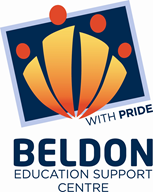 WITH PRIDE
BELDON
EDUCATION SUPPORT
CENTRE